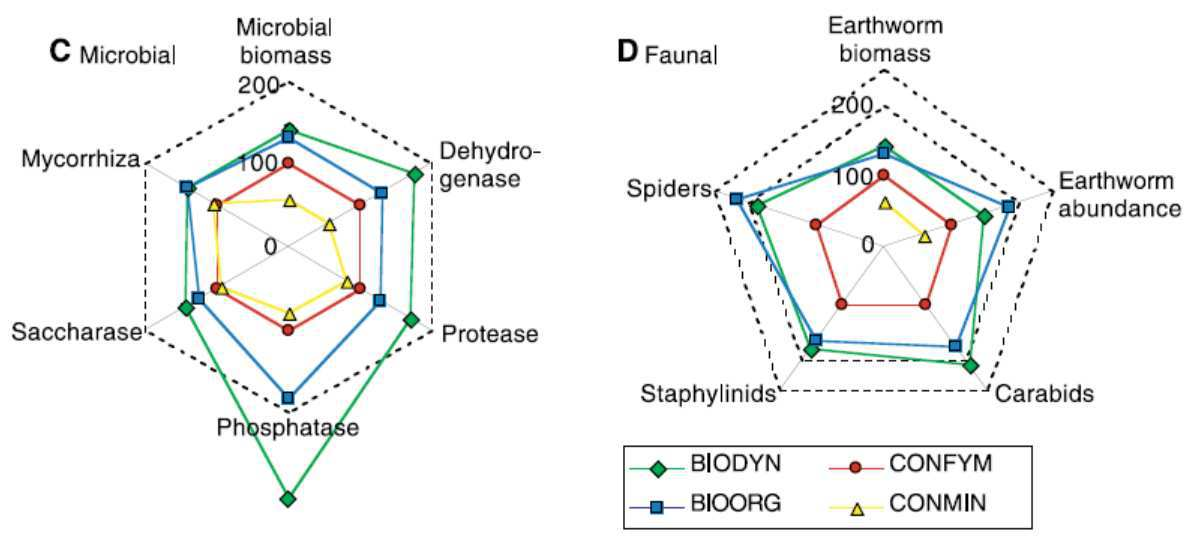 C Microbial
Microbial
biomass
200
100
0
Mycorrhiza
Dehydro-
genase
Saccharase
Protease
Phosphatase
D Faunal
Earthworm
biomass
200
100
0
Spiders
Earthworm
abundance
Staphylinids
Carabids
BIODYN
CONFYM
BIOORG
CONMIN